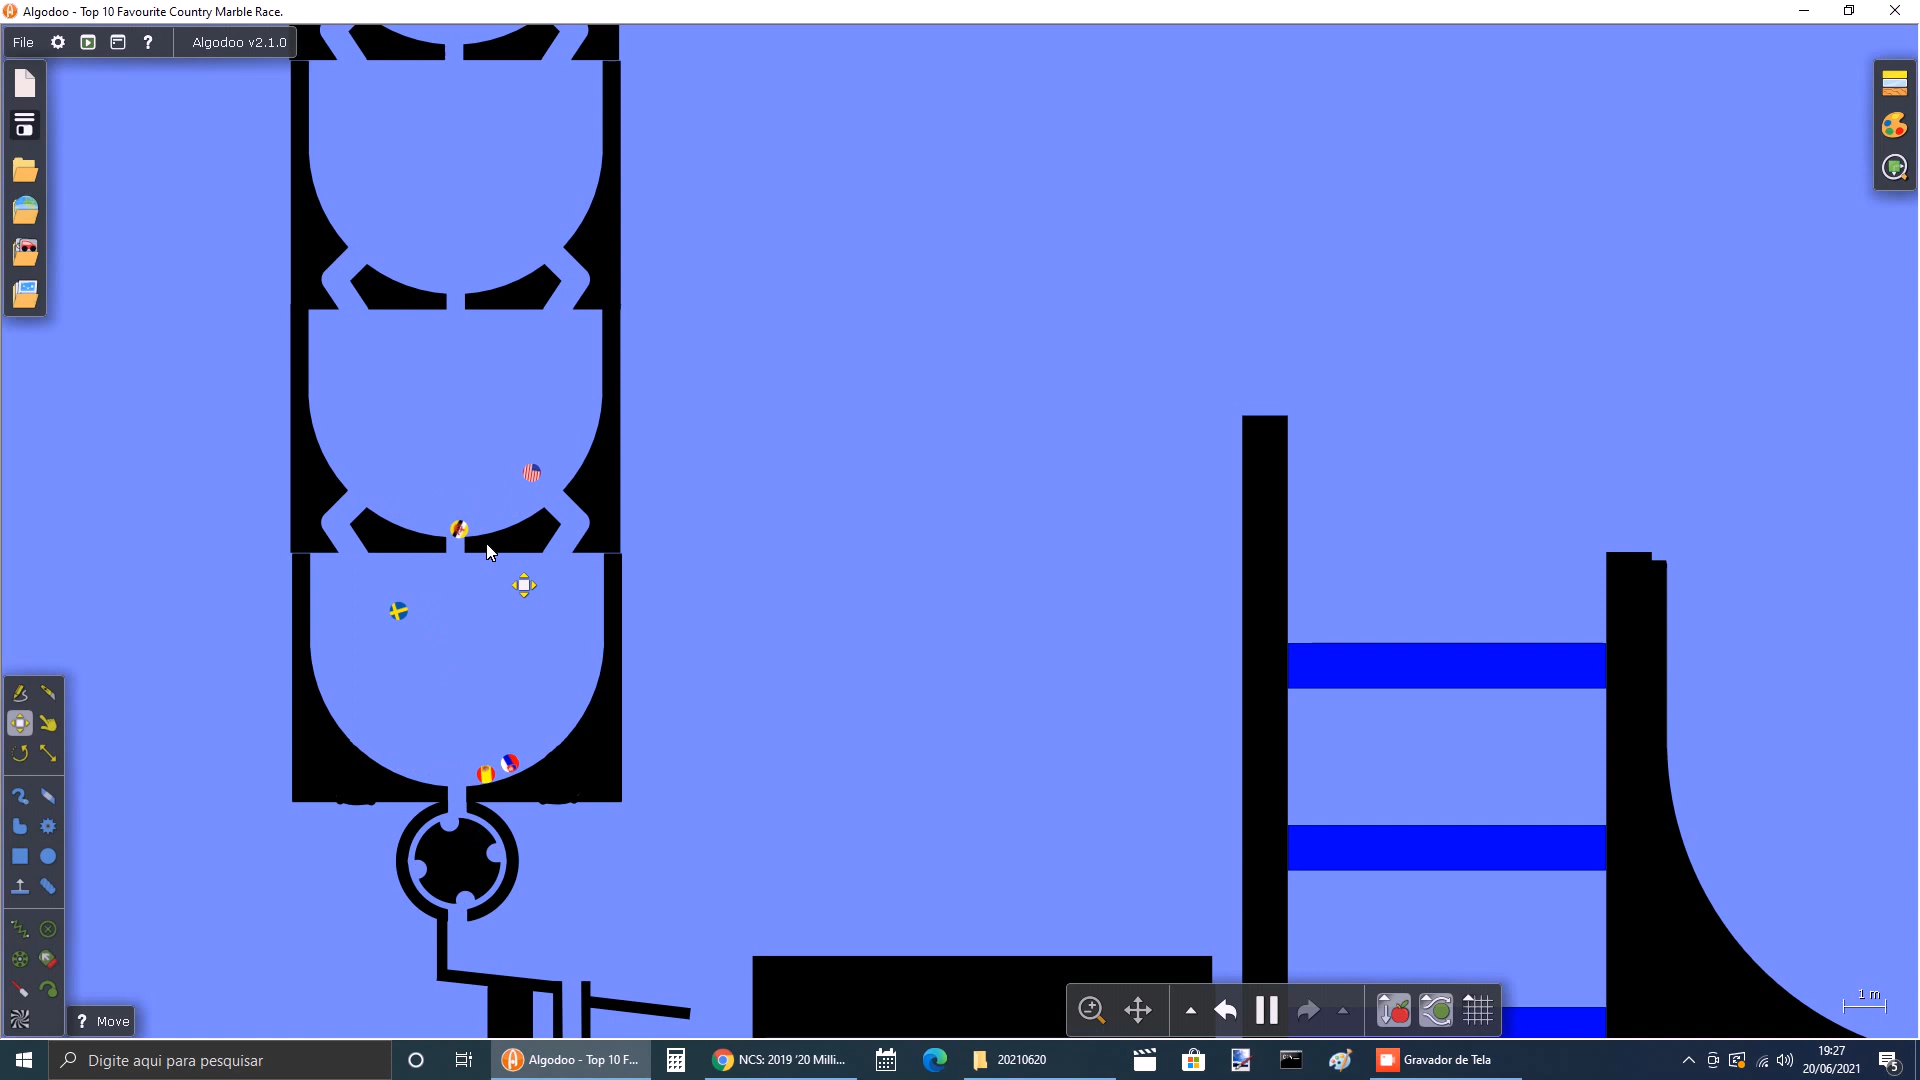 Algodoo - Top 10 Favourite Country Marble Race.
File
?
Algodoo v2.1.0
? Move
1 m
Digite aqui para pesquisar
Algodoo - Top 10 F...
NCS: 2019 '20 Milli...
20210620
Gravador de Tela
19:27
20/06/2021
5